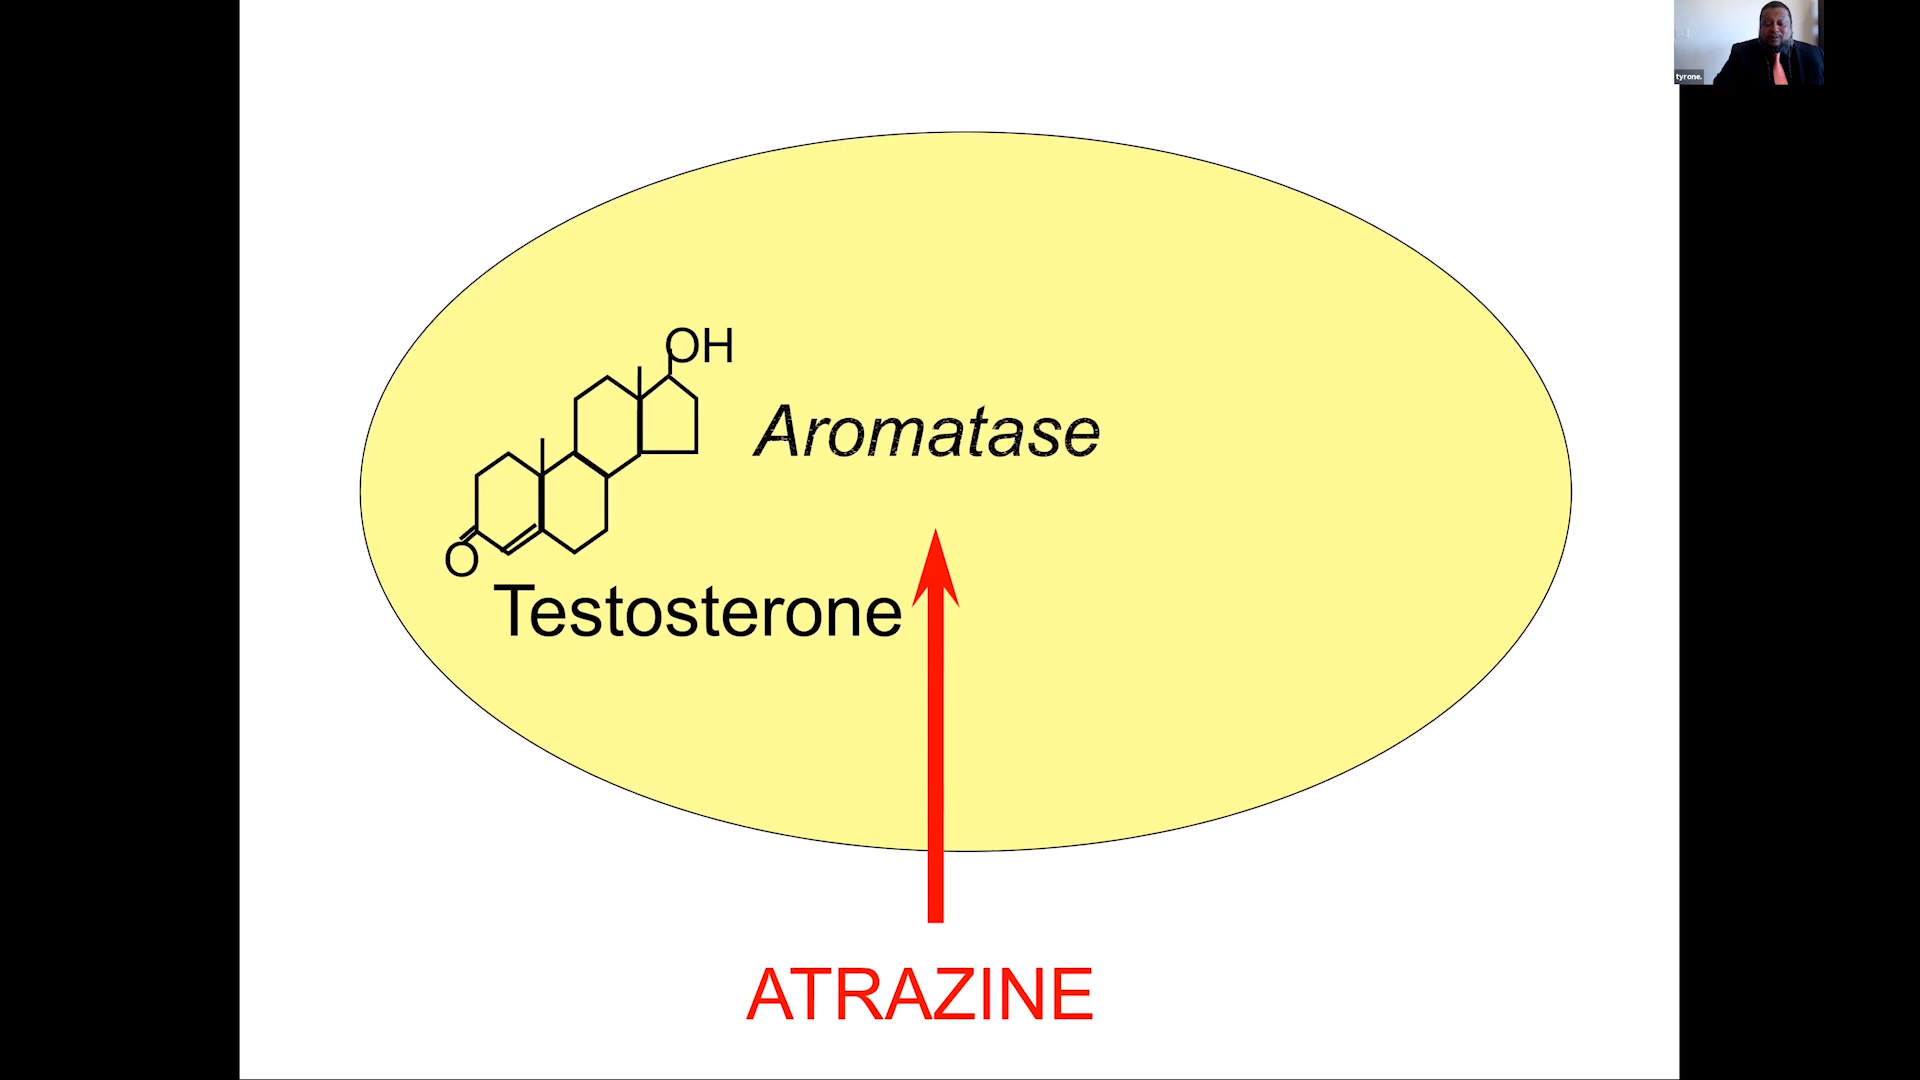 tyrone.
OH
Aromatase
O
Testosterone
ATRAZINE